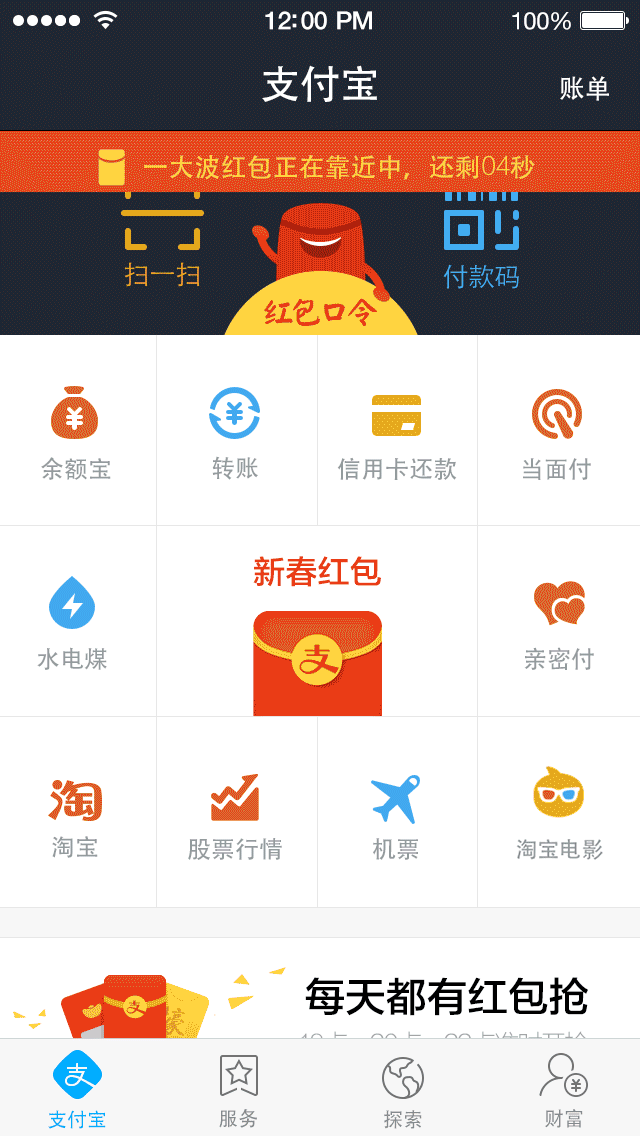 12:00 PM
100%
支付宝
账单
一大波红包正在靠近中，还剩04秒
扫一扫
付款码
红包口令
余额宝
转账
信用卡还款
当面付
水电煤
新春红包
支
亲密付
淘
淘宝
股票行情
机票
淘宝电影
每天都有红包抢
支
支付宝
服务
探索
财富